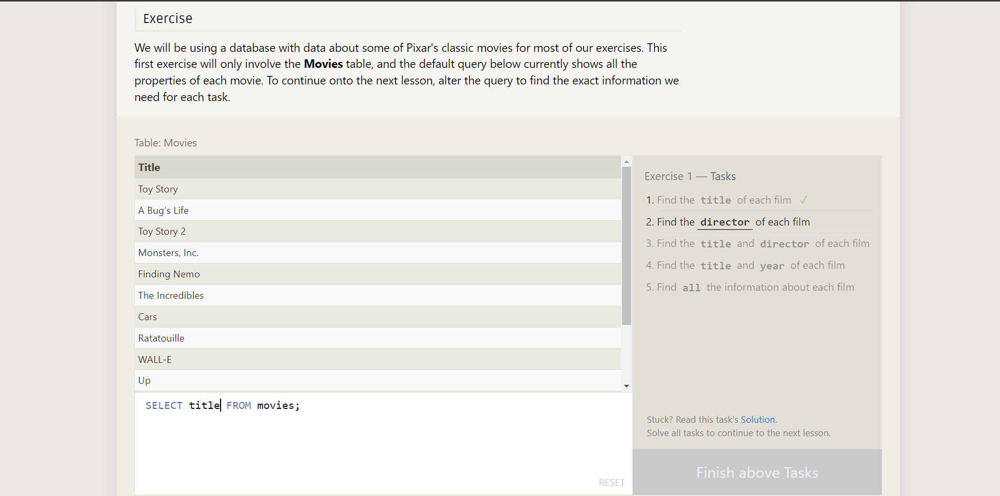 Exercise
We will be using a database with data about some of Pixar's classic movies for most of our exercises. This
first exercise will only involve the Movies table, and the default query below currently shows all the
properties of each movie. To continue onto the next lesson, alter the query to find the exact information we
need for each task.
Table: Movies
Title
Toy Story
A Bug's Life
Toy Story 2
Monsters, Inc.
Finding Nemo
The Incredibles
Cars
Ratatouille
WALL-E
Up
SELECT title FROM movies;
RESET
Exercise 1 — Tasks
1. Find the title of each film ✓
2. Find the director of each film
3. Find the title and director of each film
4. Find the title and year of each film
5. Find all the information about each film
Stuck? Read this task's Solution.
Solve all tasks to continue to the next lesson.
Finish above Tasks